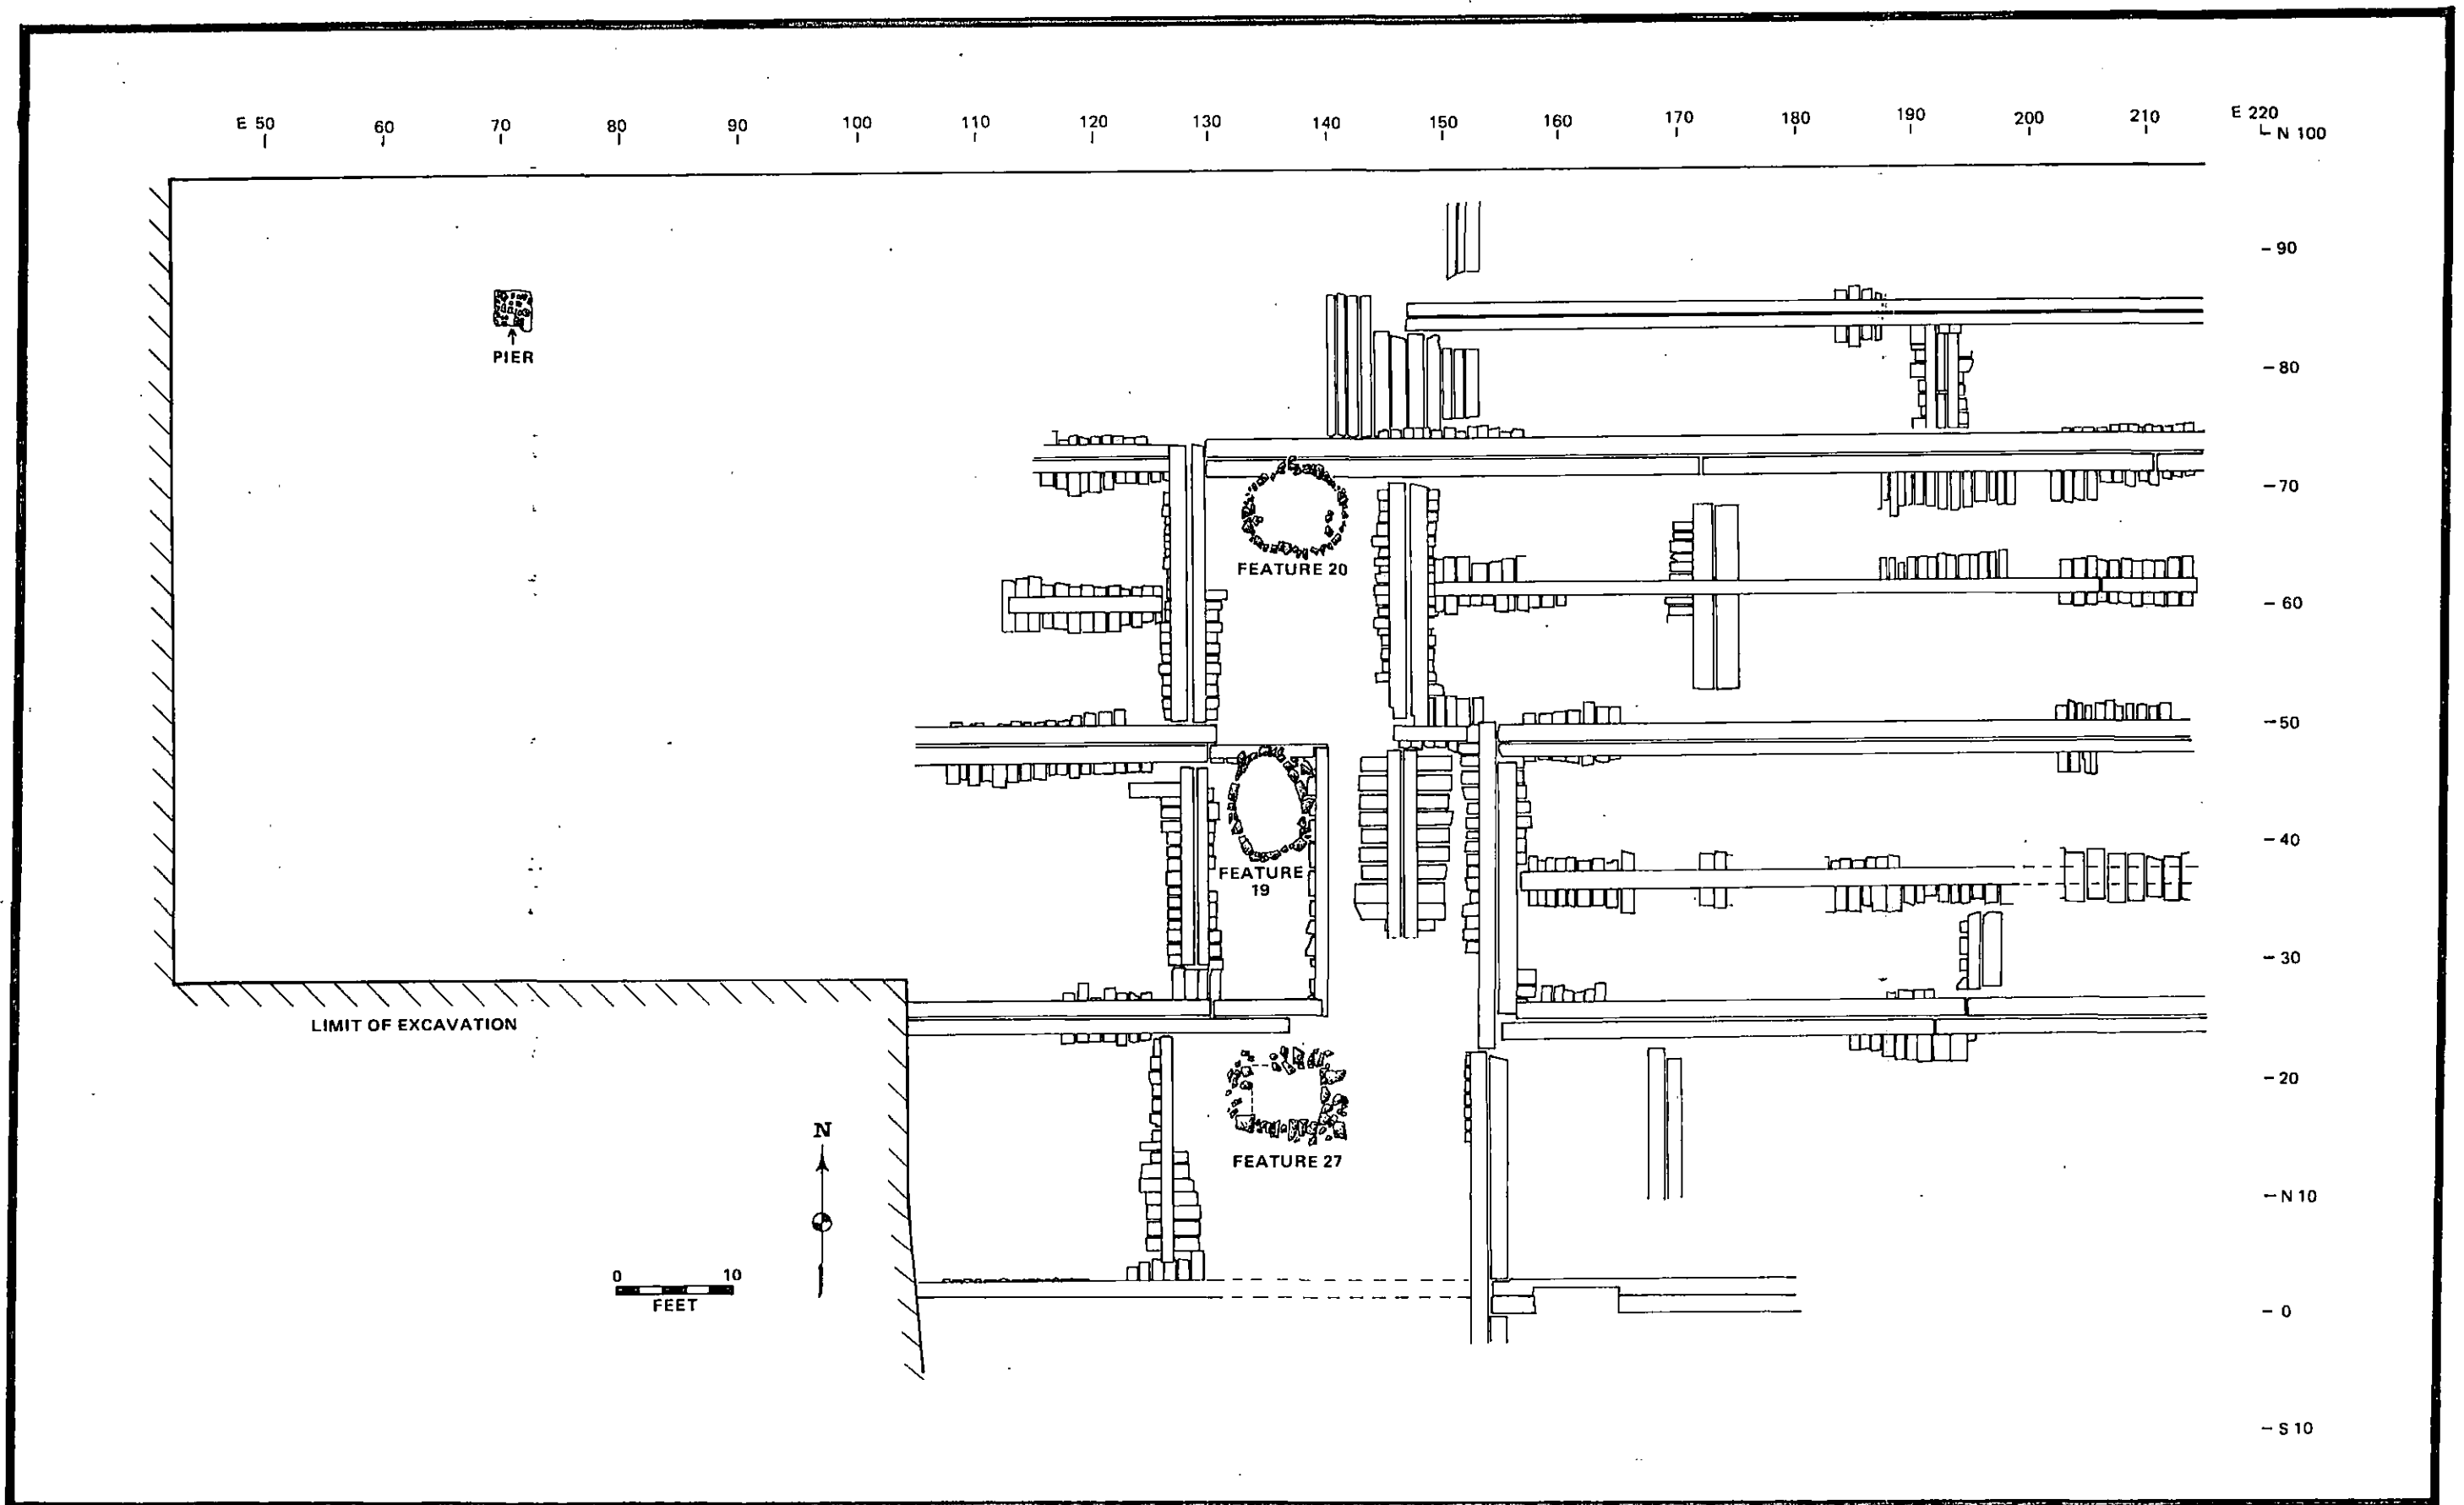 E 50 60 70 80 90 100 110 120 130 140 150 160 170 180 190 200 210 E 220
N 100
90
PIER
80
70
FEATURE 20
60
50
40
FEATURE
19
30
LIMIT OF EXCAVATION
20
N
FEATURE 27
N 10
0 10
FEET
0
S 10